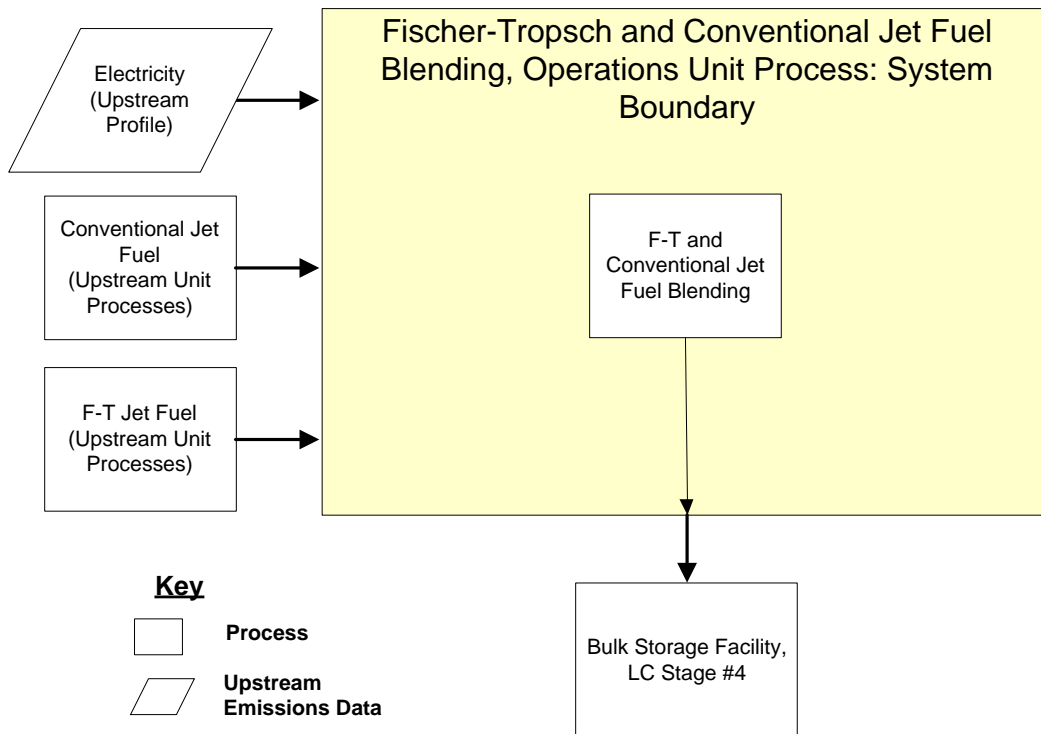 Fischer-Tropsch and Conventional Jet Fuel
Blending, Operations Unit Process: System
Boundary
Electricity
(Upstream
Profile)
Conventional Jet
Fuel
(Upstream Unit
Processes)
F-T and
Conventional Jet
Fuel Blending
F-T Jet Fuel
(Upstream Unit
Processes)
Key
Process
Upstream
Emissions Data
Bulk Storage Facility,
LC Stage #4